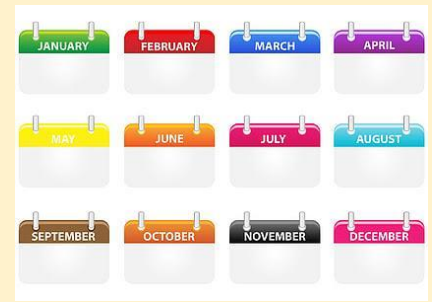 JANUARY
FEBRUARY
MARCH
APRIL
MAY
JUNE
JULY
AUGUST
SEPTEMBER
OCTOBER
NOVEMBER
DECEMBER